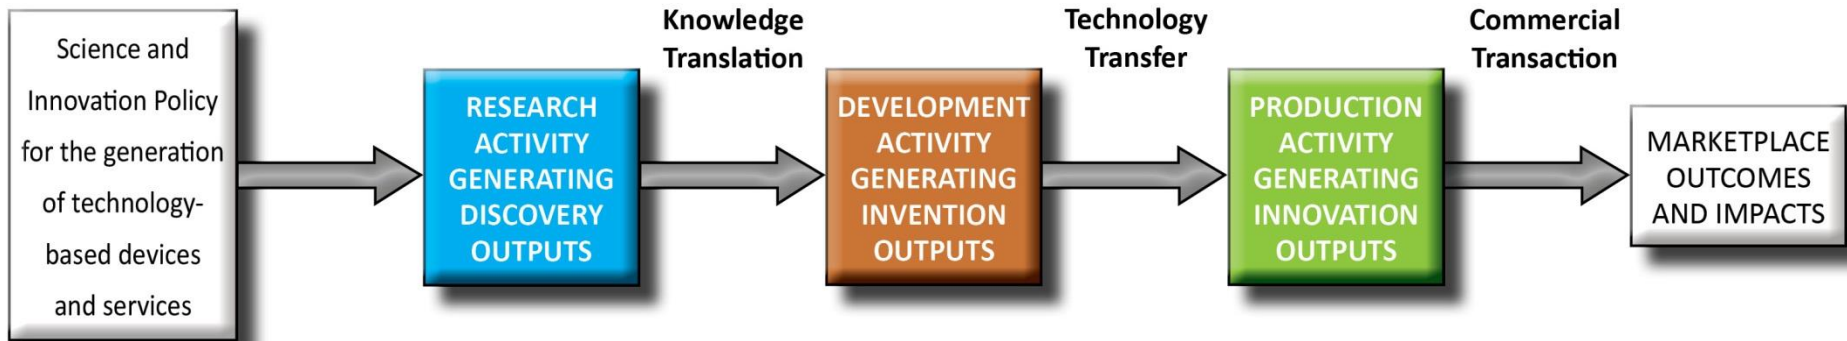 Science and
Innovation Policy
for the generation
of technology-
based devices
and services
RESEARCH
ACTIVITY
GENERATING
DISCOVERY
OUTPUTS
Knowledge
Translation
DEVELOPMENT
ACTIVITY
GENERATING
INVENTION
OUTPUTS
Technology
Transfer
PRODUCTION
ACTIVITY
GENERATING
INNOVATION
OUTPUTS
Commercial
Transaction
MARKETPLACE
OUTCOMES
AND IMPACTS